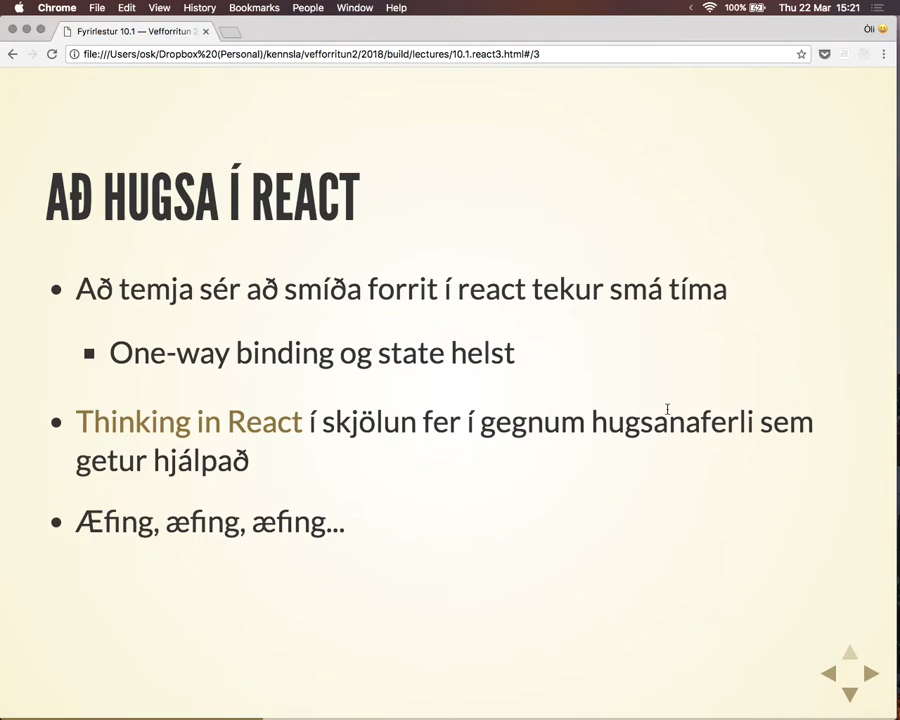 Chrome File Edit View History Bookmarks People Window Help 100% Thu 22 Mar 15:21
Fyrirlestur 10.1 — Vefforritun 2 Óli
file:///Users/osk/Dropbox%20(Personal)/kennsla/vefforritun2/2018/build/lectures/10.1.react3.html#/3
AÐ HUGSA Í REACT
• Að temja sér að smíða forrit í react tekur smá tíma
▪ One-way binding og state helst
• Thinking in React í skjölun fer í gegnum hugsanaferli sem
getur hjálpað
• Æfing, æfing, æfing...